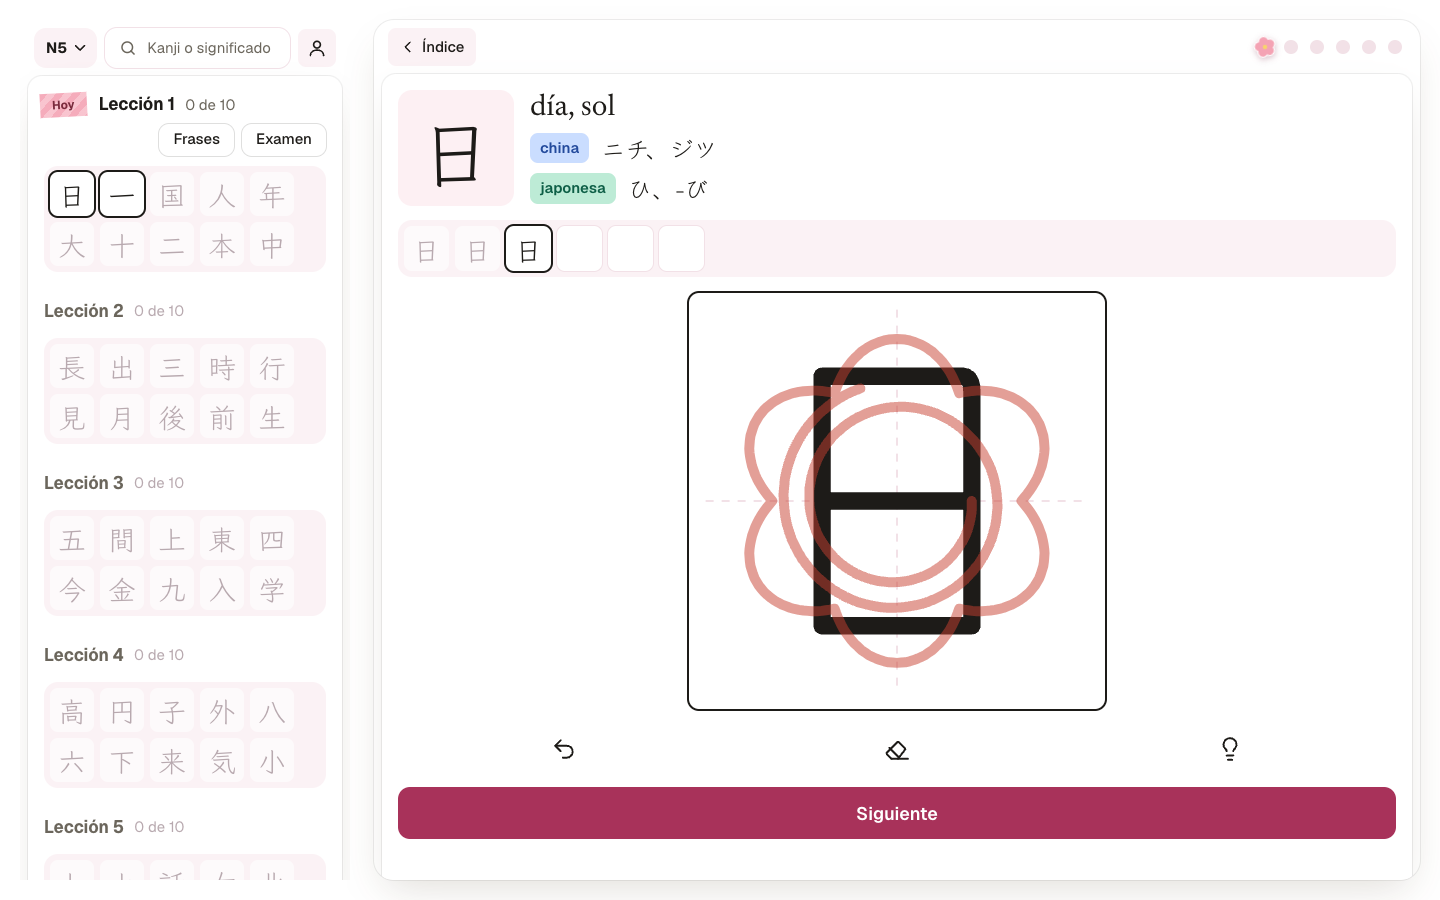 N5
Kanji o significado
Hoy
Lección 1
0 de 10
Frases
Examen
日 一 国 人 年
大 十 二 本 中
Lección 2
0 de 10
長 出 三 時 行
見 月 後 前 生
Lección 3
0 de 10
五 間 上 東 四
今 金 九 入 学
Lección 4
0 de 10
高 円 子 外 八
六 下 来 気 小
Lección 5
0 de 10
Índice
日
día, sol
china
ニチ、ジツ
japonesa
ひ、-び
日 日 日
日
Siguiente